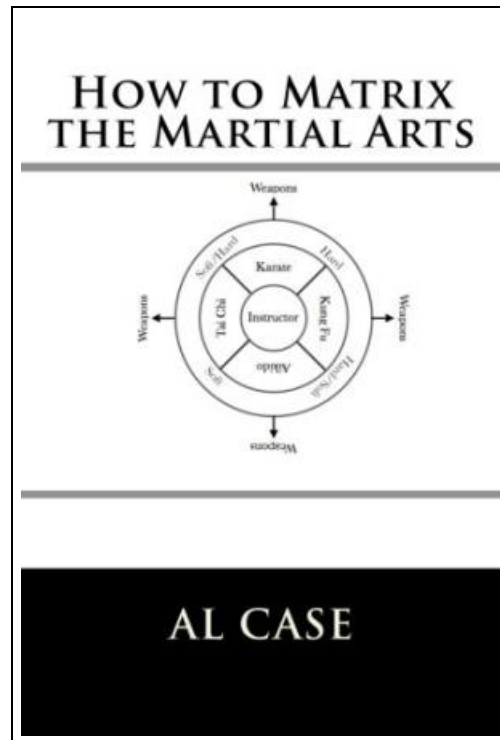 HOW TO MATRIX
THE MARTIAL ARTS
Weapons
Soft/Hard
Hard
Karate
Weapons
Tai Chi
Instructor
Kung Fu
Weapons
Aikido
Soft
Hard/Soft
Weapons
AL CASE